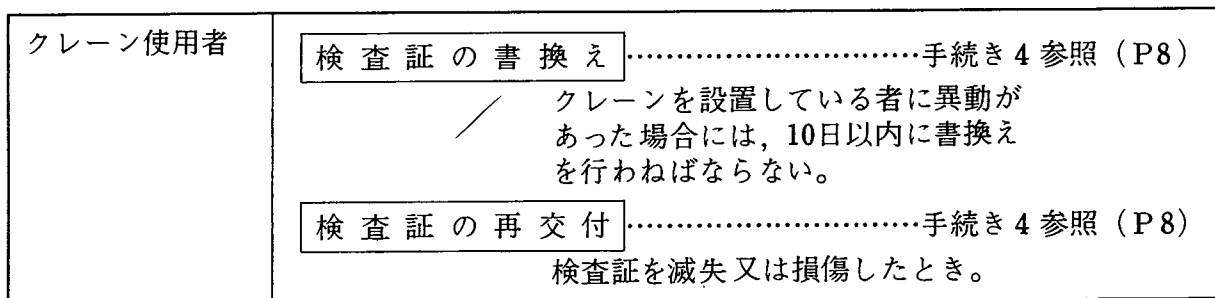 クレーン使用者
検査証の書換え…………………………手続き4参照（P8）
クレーンを設置している者に異動が
あった場合には，10日以内に書換え
を行わねばならない。
検査証の再交付…………………………手続き4参照（P8）
検査証を滅失又は損傷したとき。